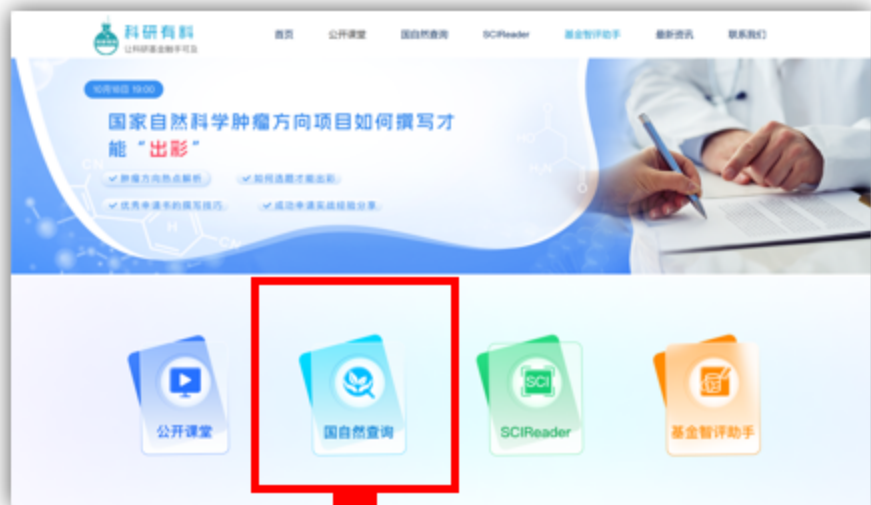 科研有料
让科研基金触手可及
首页 公开课堂 国自然查询 SCIReader 基金智评助手 最新资讯 联系我们
10月16日 19:00
国家自然科学肿瘤方向项目如何撰写才
能“出彩”
肿瘤方向热点解析 如何选题才能出彩
优秀申请书的撰写技巧 成功申请实战经验分享
CN
H
CN
HO
H₂N
O
SCI
公开课堂 国自然查询 SCIReader 基金智评助手